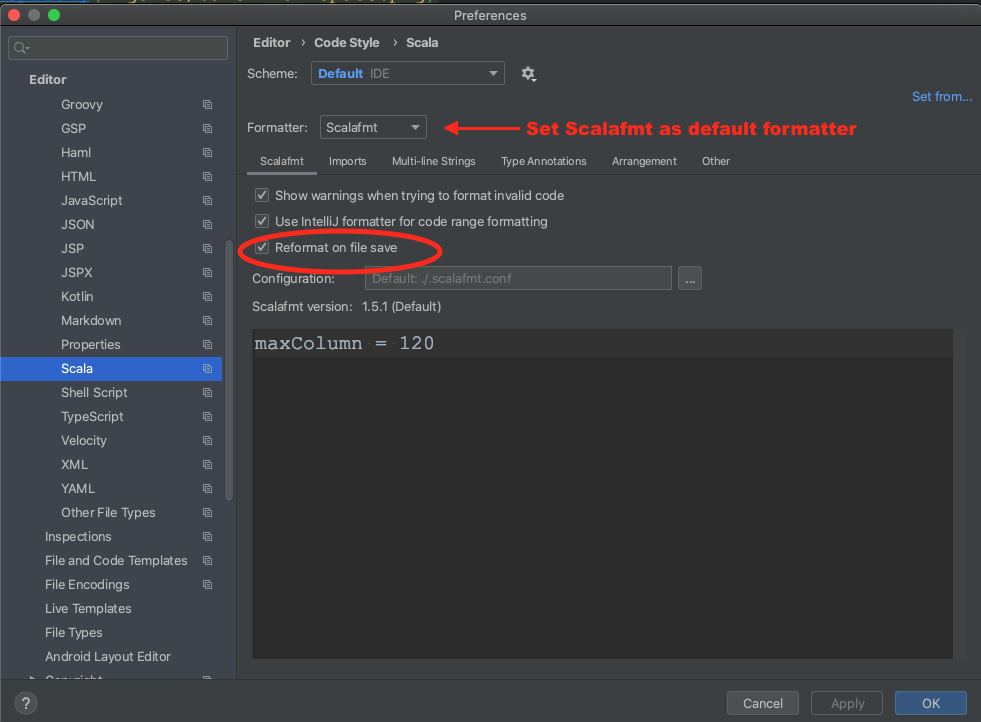 Preferences
Editor › Code Style › Scala
Scheme: Default IDE
Set from...
Formatter: Scalafmt
Set Scalafmt as default formatter
Scalafmt Imports Multi-line Strings Type Annotations Arrangement Other
Show warnings when trying to format invalid code
Use IntelliJ formatter for code range formatting
Reformat on file save
Configuration: Default: ./.scalafmt.conf ...
Scalafmt version: 1.5.1 (Default)
maxColumn = 120
Editor
Groovy
GSP
Haml
HTML
JavaScript
JSON
JSP
JSPX
Kotlin
Markdown
Properties
Scala
Shell Script
TypeScript
Velocity
XML
YAML
Other File Types
Inspections
File and Code Templates
File Encodings
Live Templates
File Types
Android Layout Editor
Copyright
?
Cancel Apply OK